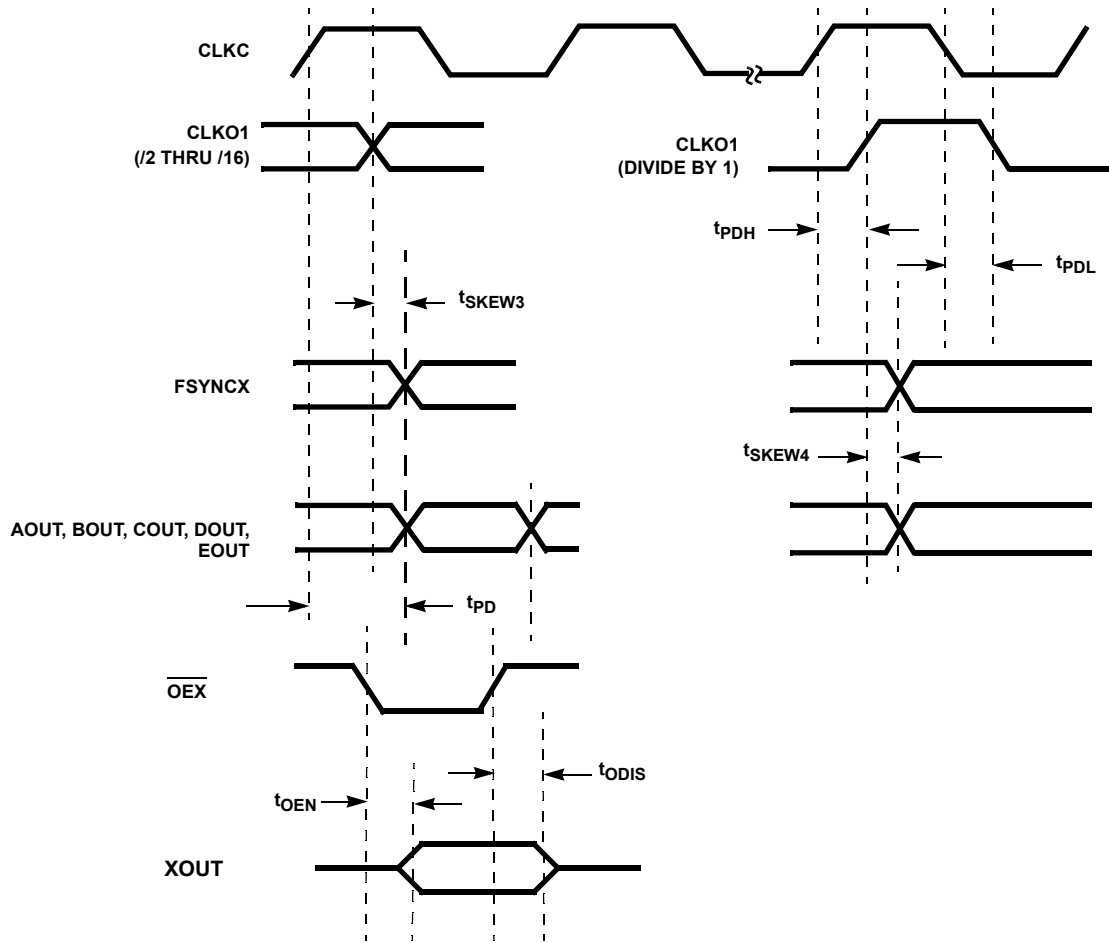 CLKC
CLKO1
(/2 THRU /16)
CLKO1
(DIVIDE BY 1)
tPDH
tPDL
tSKEW3
FSYNCX
tSKEW4
AOUT, BOUT, COUT, DOUT,
EOUT
tPD
OEX
tODIS
tOEN
XOUT